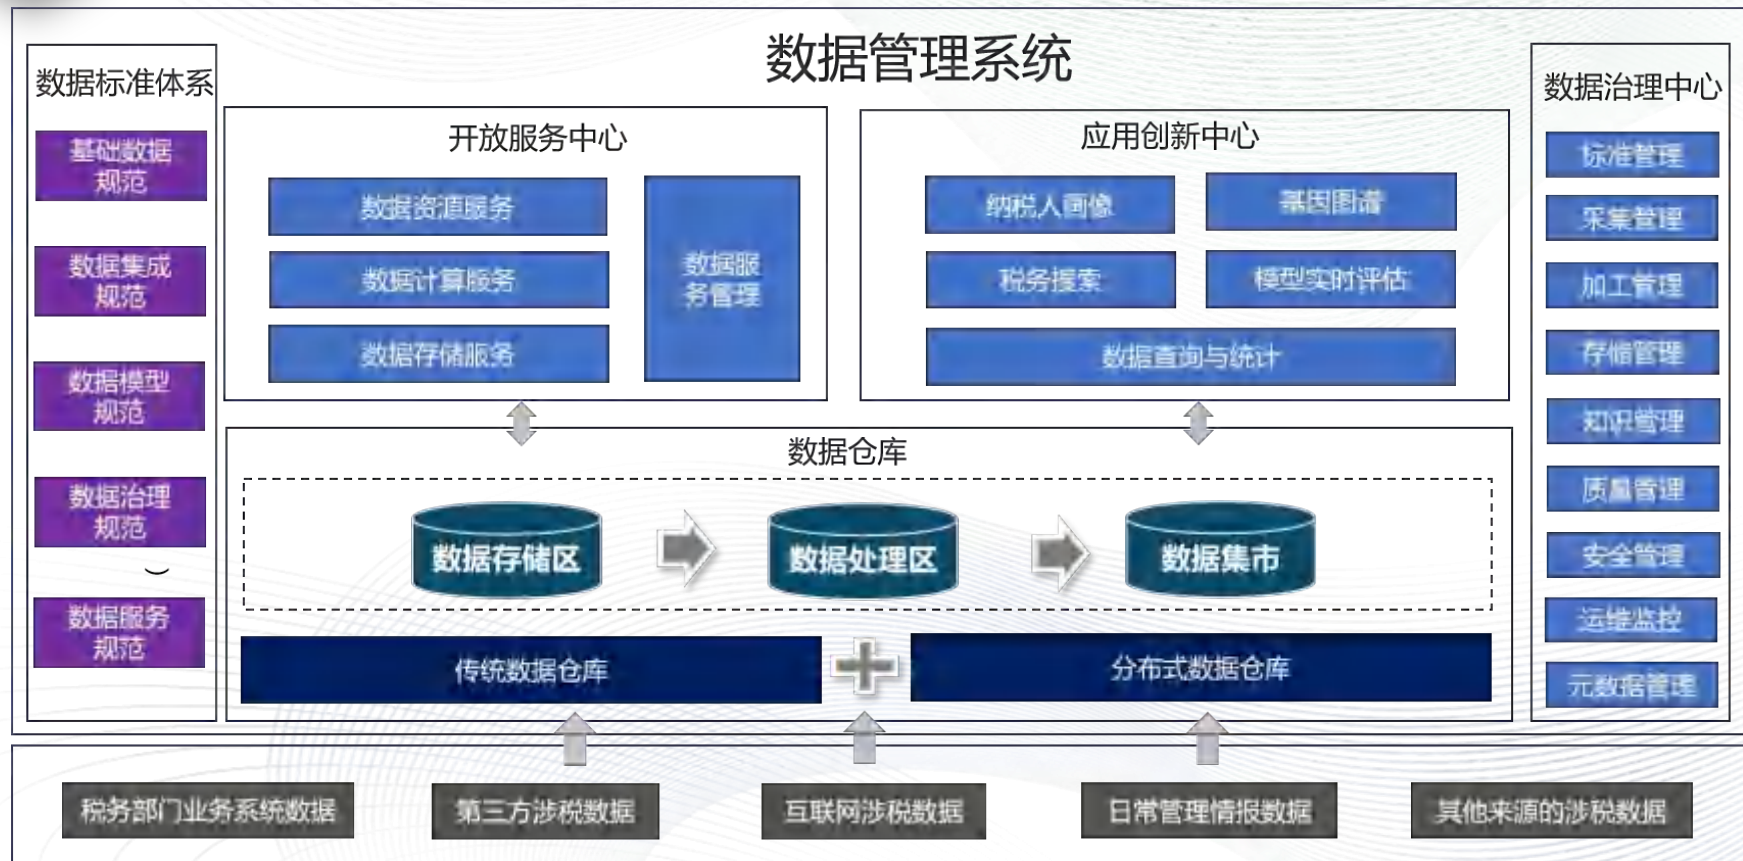 数据管理系统
数据标准体系
基础数据
规范
数据集成
规范
数据模型
规范
数据治理
规范
数据服务
规范
开放服务中心
数据资源服务
数据计算服务
数据存储服务
数据服
务管理
应用创新中心
纳税人画像
基因图谱
税务搜索
模型实时评估
数据查询与统计
数据仓库
数据存储区
数据处理区
数据集市
传统数据仓库
分布式数据仓库
数据治理中心
标准管理
采集管理
加工管理
存储管理
知识管理
质量管理
安全管理
运维监控
元数据管理
税务部门业务系统数据
第三方涉税数据
互联网涉税数据
日常管理情报数据
其他来源的涉税数据